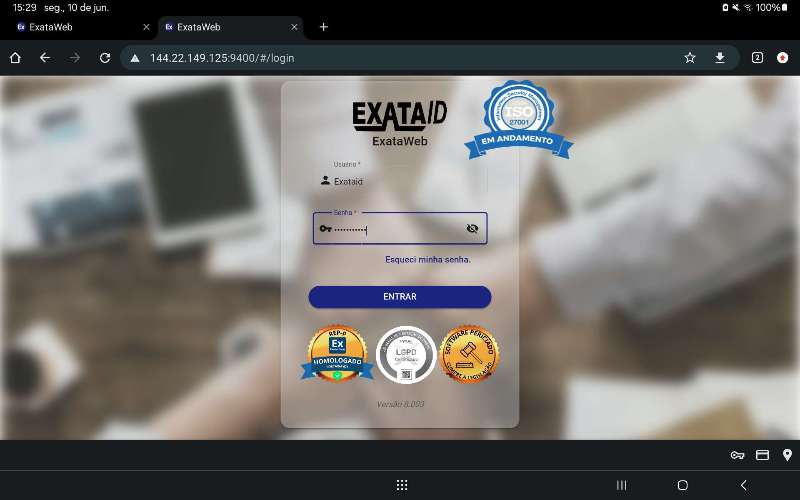 15:29 seg., 10 de jun.
100%
ExataWeb
ExataWeb
144.22.149.125:9400/#/login
2
EXATAID
ExataWeb
ISO
27001
EM ANDAMENTO
Usuário *
Exataid
Senha *
Esqueci minha senha.
ENTRAR
REP-P
Ex
HOMOLOGADO
LGPD
SOFTWARE PERICIADO
Versão 8.093